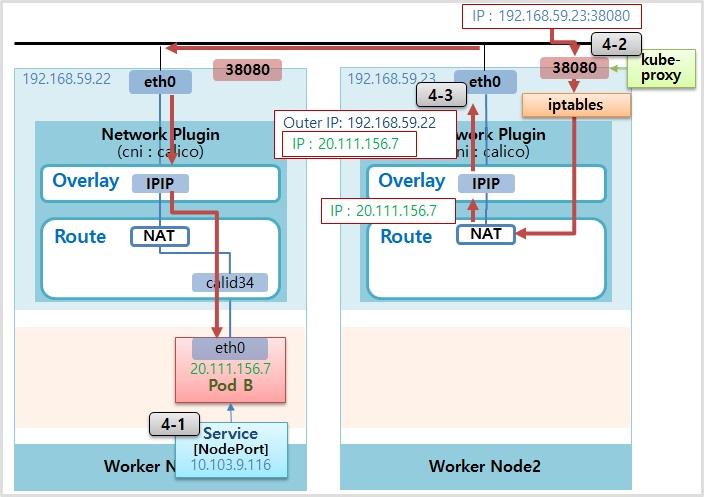 IP : 192.168.59.23:38080
4-2
192.168.59.22
eth0
38080
192.168.59.23
eth0
38080
kube-
proxy
4-3
iptables
Outer IP: 192.168.59.22
IP : 20.111.156.7
Network Plugin
(cni : calico)
work Plugin
ni : calico)
Overlay
IPIP
Overlay
IPIP
IP : 20.111.156.7
Route
NAT
Route
NAT
calid34
eth0
20.111.156.7
Pod B
4-1
Service
[NodePort]
10.103.9.116
Worker N
Worker Node2